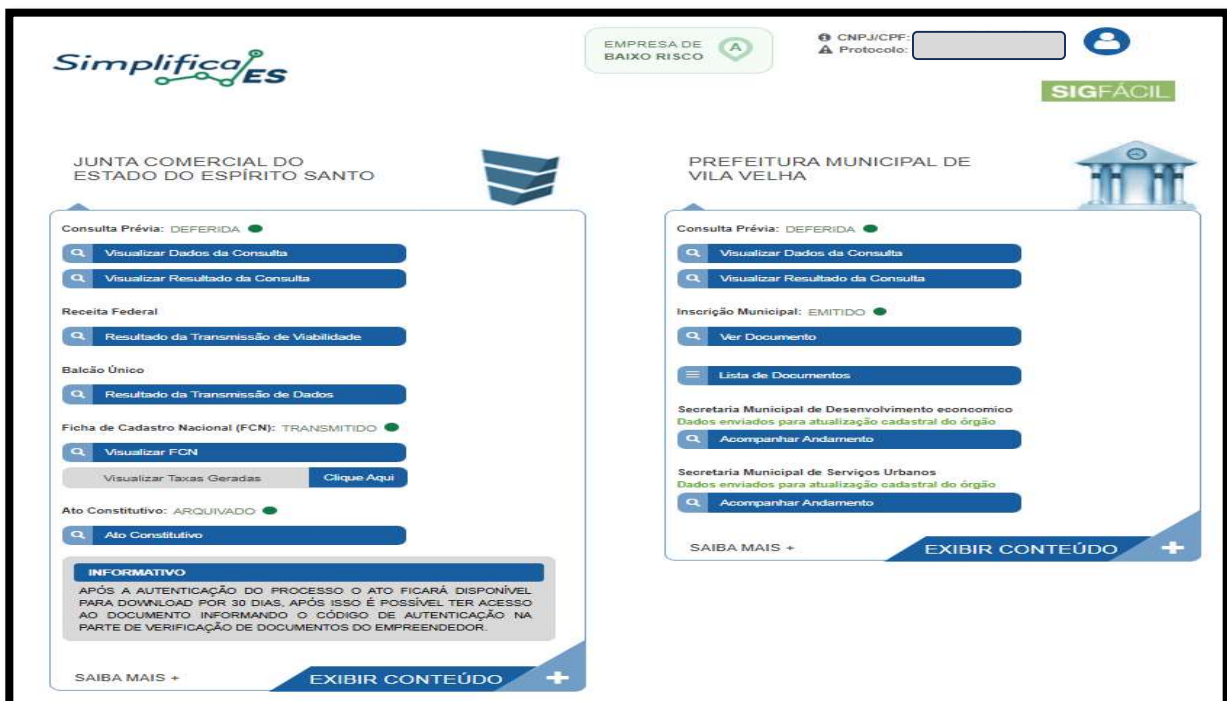 Simplifica ES
EMPRESA DE
BAIXO RISCO
A
CNPJ/CPF:
Protocolo:
SIGFÁCIL
JUNTA COMERCIAL DO
ESTADO DO ESPÍRITO SANTO
Consulta Prévia: DEFERIDA
Visualizar Dados da Consulta
Visualizar Resultado da Consulta
Receita Federal
Resultado da Transmissão de Viabilidade
Balcão Único
Resultado da Transmissão de Dados
Ficha de Cadastro Nacional (FCN): TRANSMITIDO
Visualizar FCN
Visualizar Taxas Geradas Clique Aqui
Ato Constitutivo: ARQUIVADO
Ato Constitutivo
INFORMATIVO
APÓS A AUTENTICAÇÃO DO PROCESSO O ATO FICARÁ DISPONÍVEL
PARA DOWNLOAD POR 30 DIAS, APÓS ISSO É POSSÍVEL TER ACESSO
AO DOCUMENTO INFORMANDO O CÓDIGO DE AUTENTICAÇÃO NA
PARTE DE VERIFICAÇÃO DE DOCUMENTOS DO EMPREENDEDOR.
SAIBA MAIS +
EXIBIR CONTEÚDO +
PREFEITURA MUNICIPAL DE
VILA VELHA
Consulta Prévia: DEFERIDA
Visualizar Dados da Consulta
Visualizar Resultado da Consulta
Inscrição Municipal: EMITIDO
Ver Documento
Lista de Documentos
Secretaria Municipal de Desenvolvimento econcomico
Dados enviados para atualização cadastral do órgão
Acompanhar Andamento
Secretaria Municipal de Serviços Urbanos
Dados enviados para atualização cadastral do órgão
Acompanhar Andamento
SAIBA MAIS +
EXIBIR CONTEÚDO +